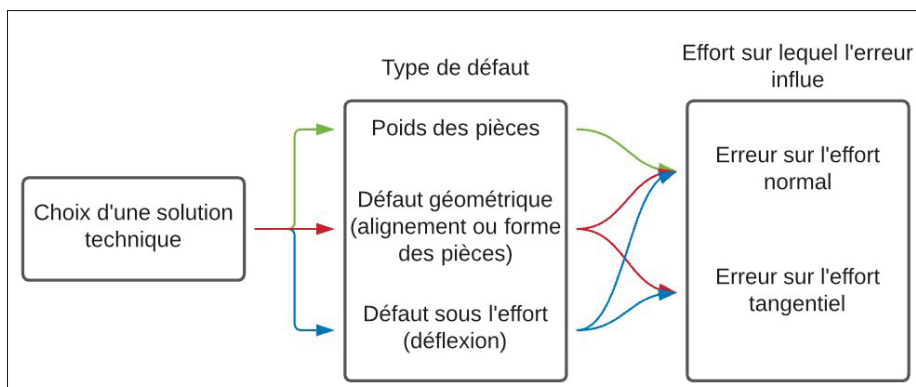 Choix d'une solution
technique
Type de défaut
Poids des pièces
Défaut géométrique
(alignement ou forme
des pièces)
Défaut sous l'effort
(déflexion)
Effort sur lequel l'erreur
influe
Erreur sur l'effort
normal
Erreur sur l'effort
tangentiel